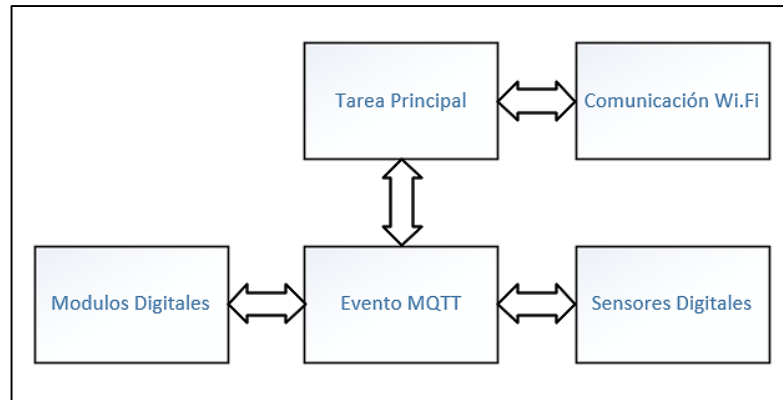 Tarea Principal
Comunicación Wi.Fi
Modulos Digitales
Evento MQTT
Sensores Digitales